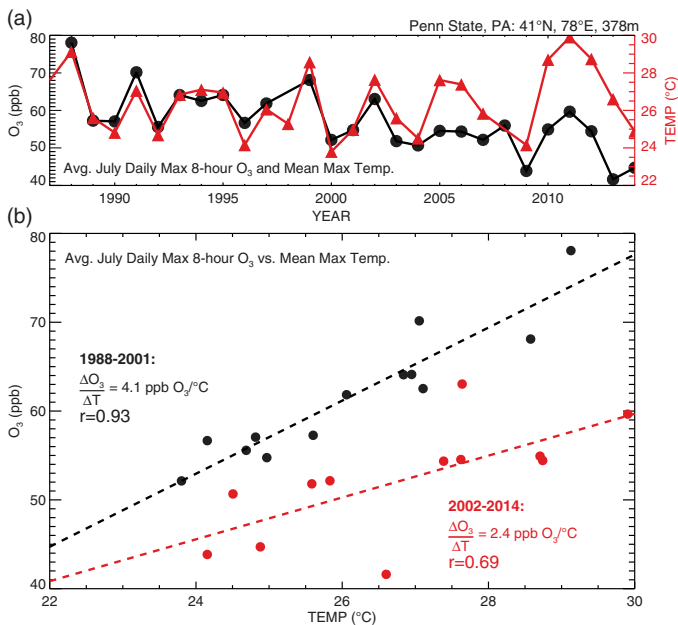 (a)
Penn State, PA: 41°N, 78°E, 378m
80
70
60
50
40
O₃ (ppb)
30
28
26
24
22
TEMP (°C)
Avg. July Daily Max 8-hour O₃ and Mean Max Temp.
1990 1995 2000 2005 2010
YEAR
(b)
80
70
60
50
40
O₃ (ppb)
Avg. July Daily Max 8-hour O₃ vs. Mean Max Temp.
1988-2001:
ΔO₃
ΔT
= 4.1 ppb O₃/°C
r=0.93
2002-2014:
ΔO₃
ΔT
= 2.4 ppb O₃/°C
r=0.69
22 24 26 28 30
TEMP (°C)